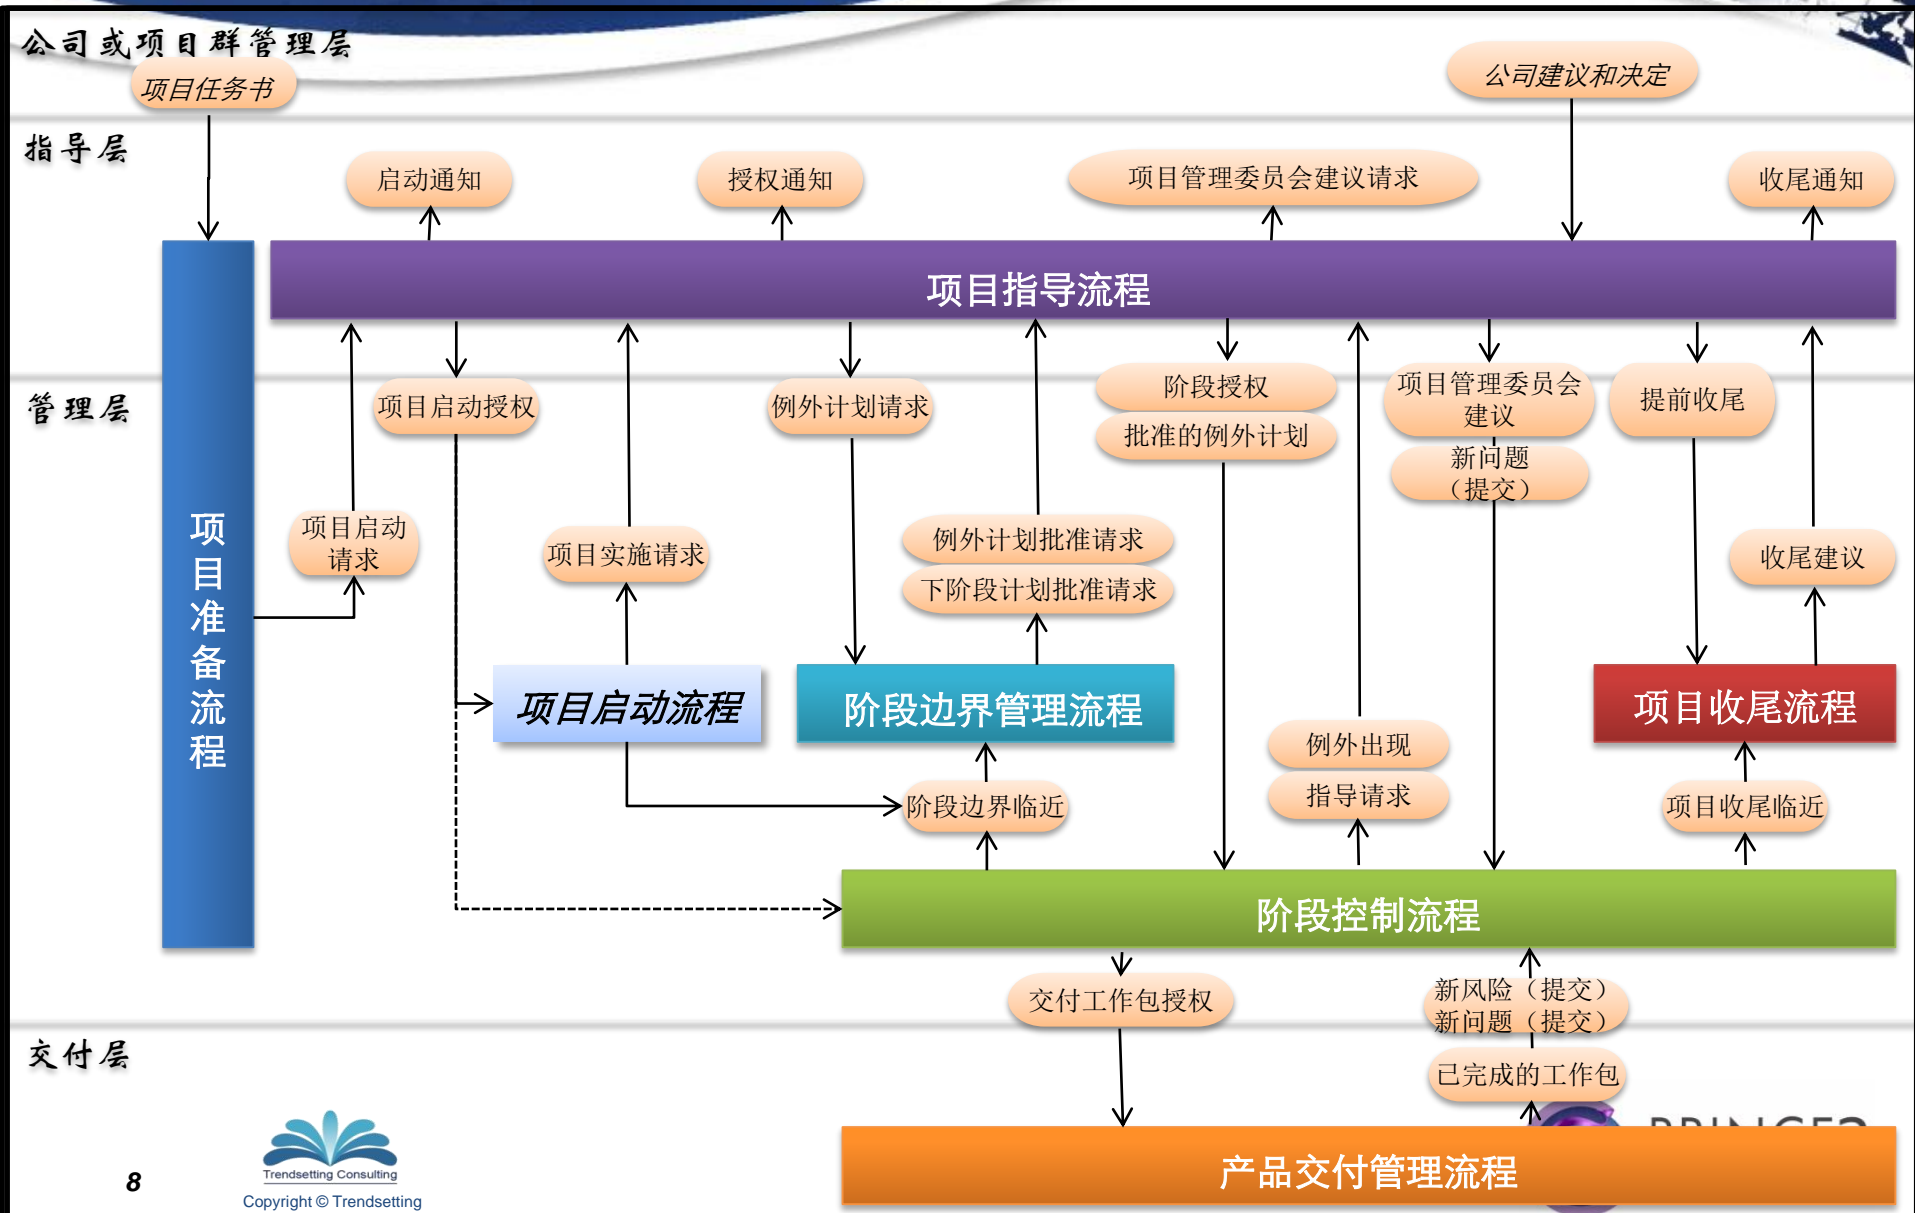 公司或项目群管理层
项目任务书
公司建议和决定
指导层
启动通知
授权通知
项目管理委员会建议请求
收尾通知
项目指导流程
管理层
项目启动授权
例外计划请求
阶段授权
批准的例外计划
项目管理委员会
建议
新问题
（提交）
提前收尾
项目准备流程
项目启动
请求
项目实施请求
例外计划批准请求
下阶段计划批准请求
收尾建议
项目启动流程
阶段边界管理流程
项目收尾流程
例外出现
指导请求
阶段边界临近
项目收尾临近
阶段控制流程
交付工作包授权
新风险（提交）
新问题（提交）
交付层
已完成的工作包
产品交付管理流程
Trendsetting Consulting
8
Copyright © Trendsetting